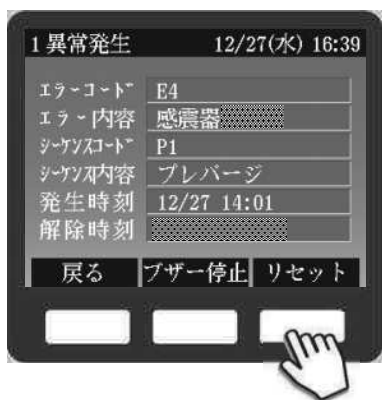 1 異常発生 12/27(水) 16:39
ｴﾗｰｺｰﾄﾞ E4
エラー内容 感震器
ｼｰｹﾝｽｺｰﾄﾞ P1
ｼｰｹﾝｽ内容 プレパージ
発生時刻 12/27 14:01
解除時刻
戻る ブザー停止 リセット